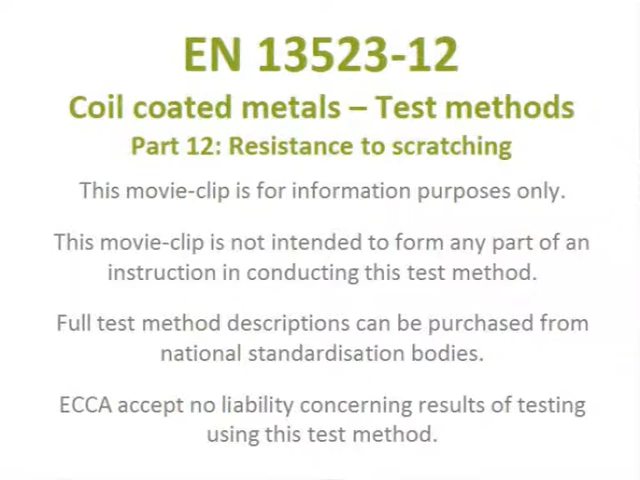 EN 13523-12
Coil coated metals – Test methods
Part 12: Resistance to scratching
This movie-clip is for information purposes only.
This movie-clip is not intended to form any part of an
instruction in conducting this test method.
Full test method descriptions can be purchased from
national standardisation bodies.
ECCA accept no liability concerning results of testing
using this test method.